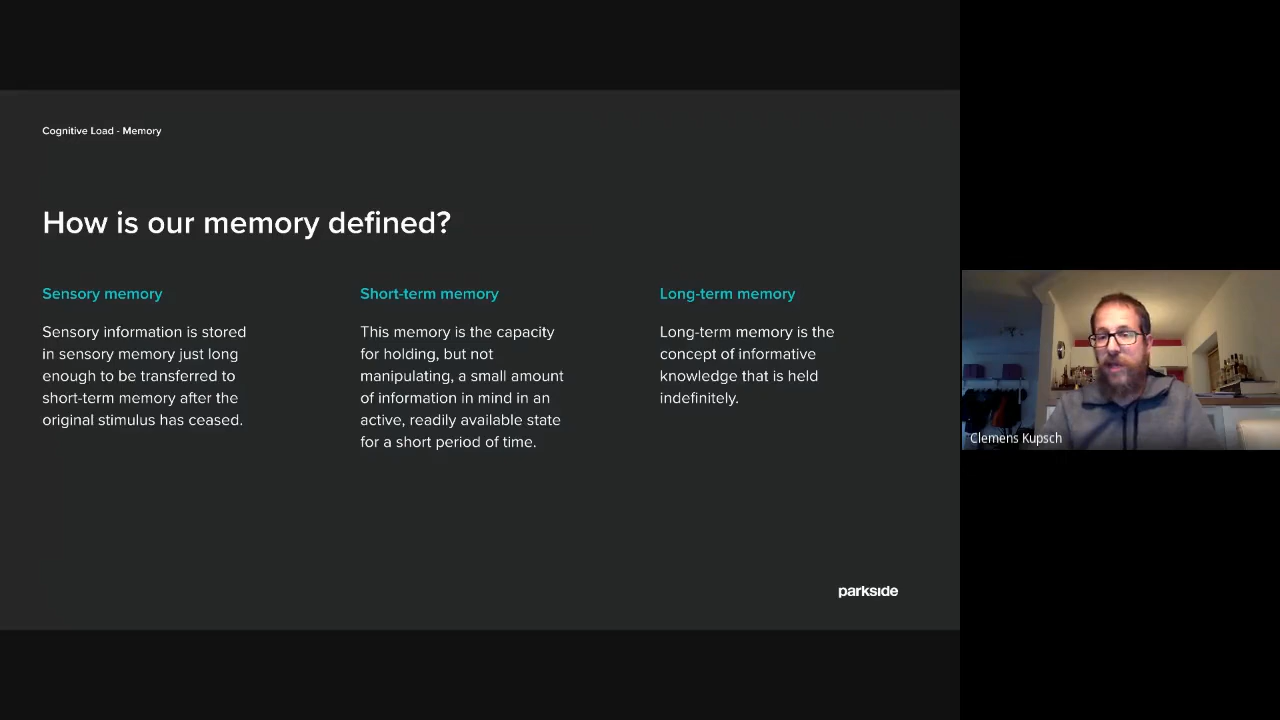 Cognitive Load - Memory
How is our memory defined?
Sensory memory
Sensory information is stored
in sensory memory just long
enough to be transferred to
short-term memory after the
original stimulus has ceased.
Short-term memory
This memory is the capacity
for holding, but not
manipulating, a small amount
of information in mind in an
active, readily available state
for a short period of time.
Long-term memory
Long-term memory is the
concept of informative
knowledge that is held
indefinitely.
parkside
Clemens Kupsch